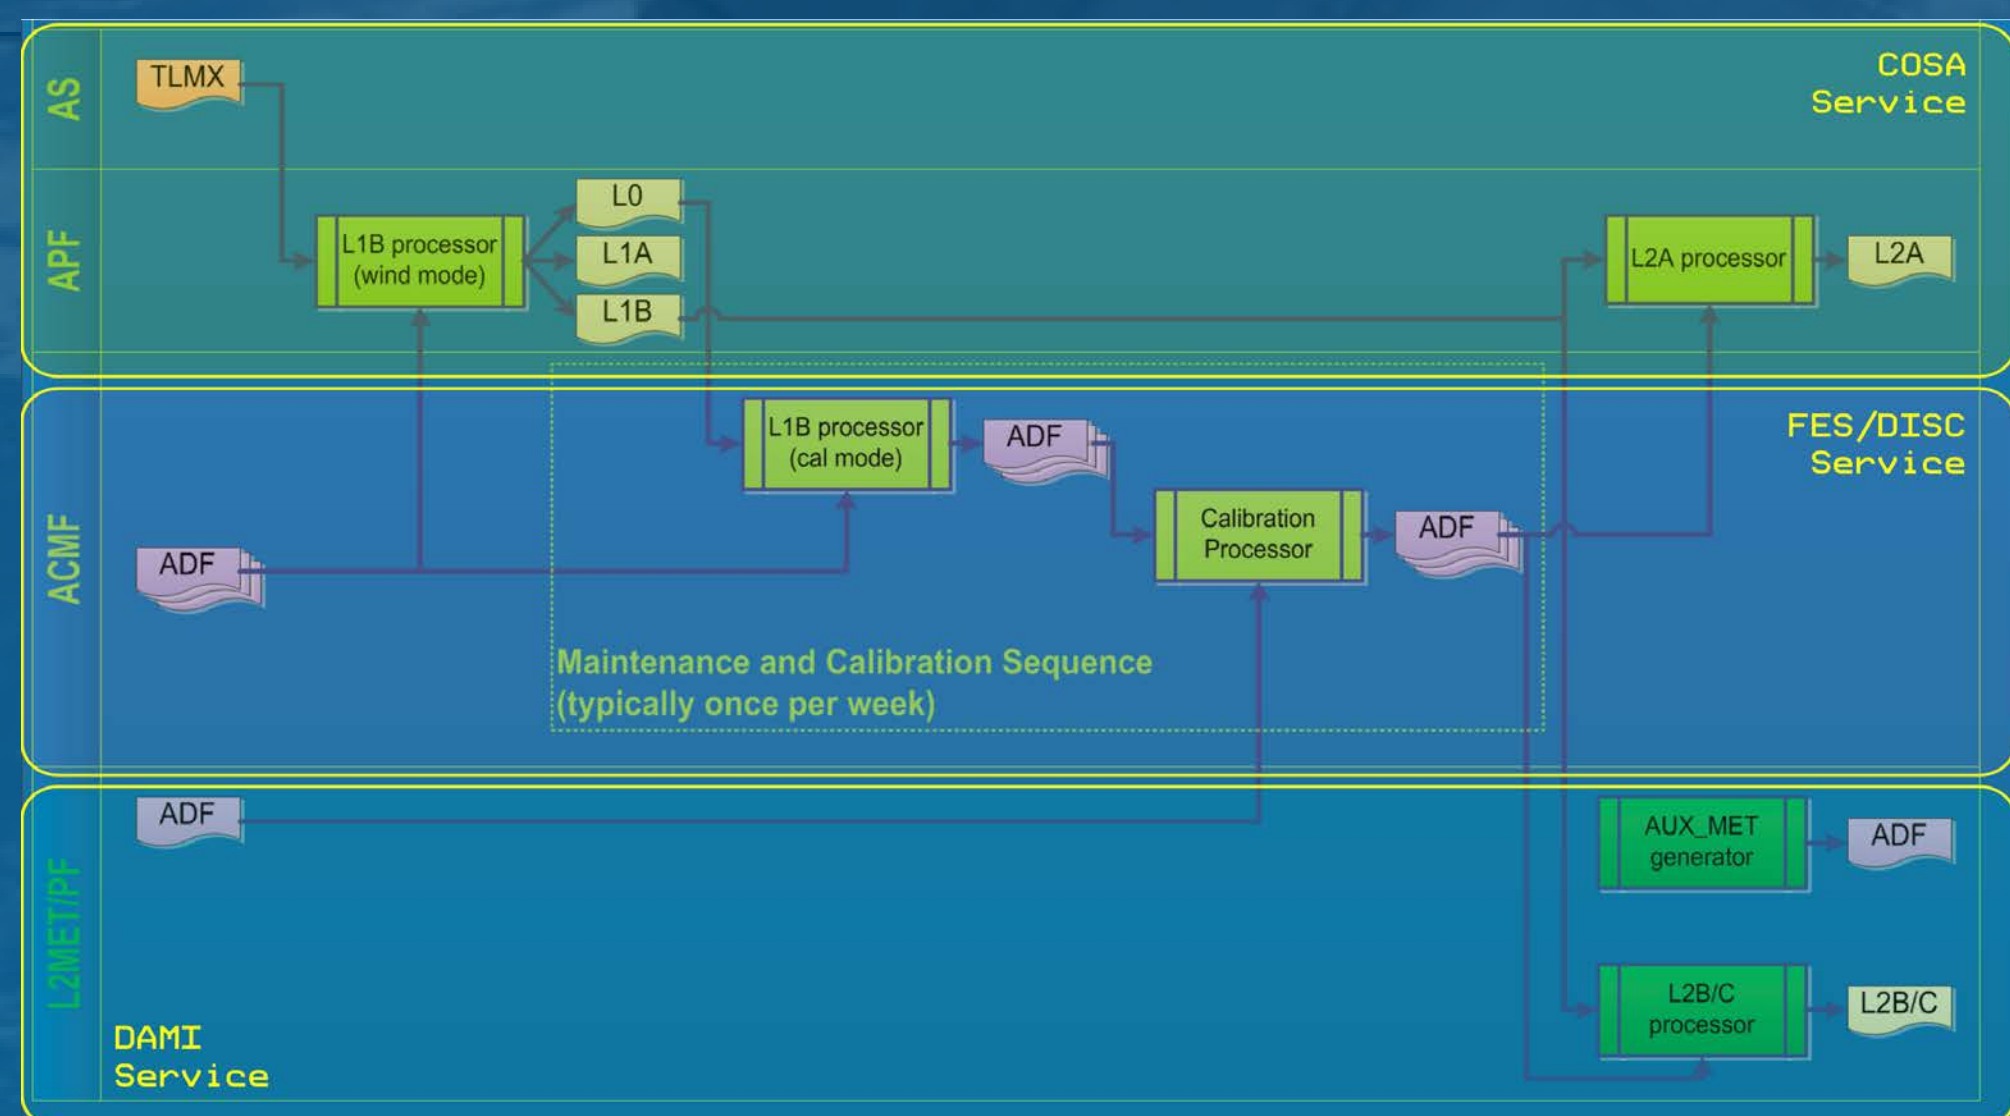 AS
TLMX
COSA
Service
APF
L1B processor
(wind mode)
L0
L1A
L1B
L2A processor
L2A
ACMF
ADF
L1B processor
(cal mode)
ADF
Calibration
Processor
ADF
FES/DISC
Service
Maintenance and Calibration Sequence
(typically once per week)
L2MET/PF
ADF
AUX_MET
generator
ADF
L2B/C
processor
L2B/C
DAMI
Service